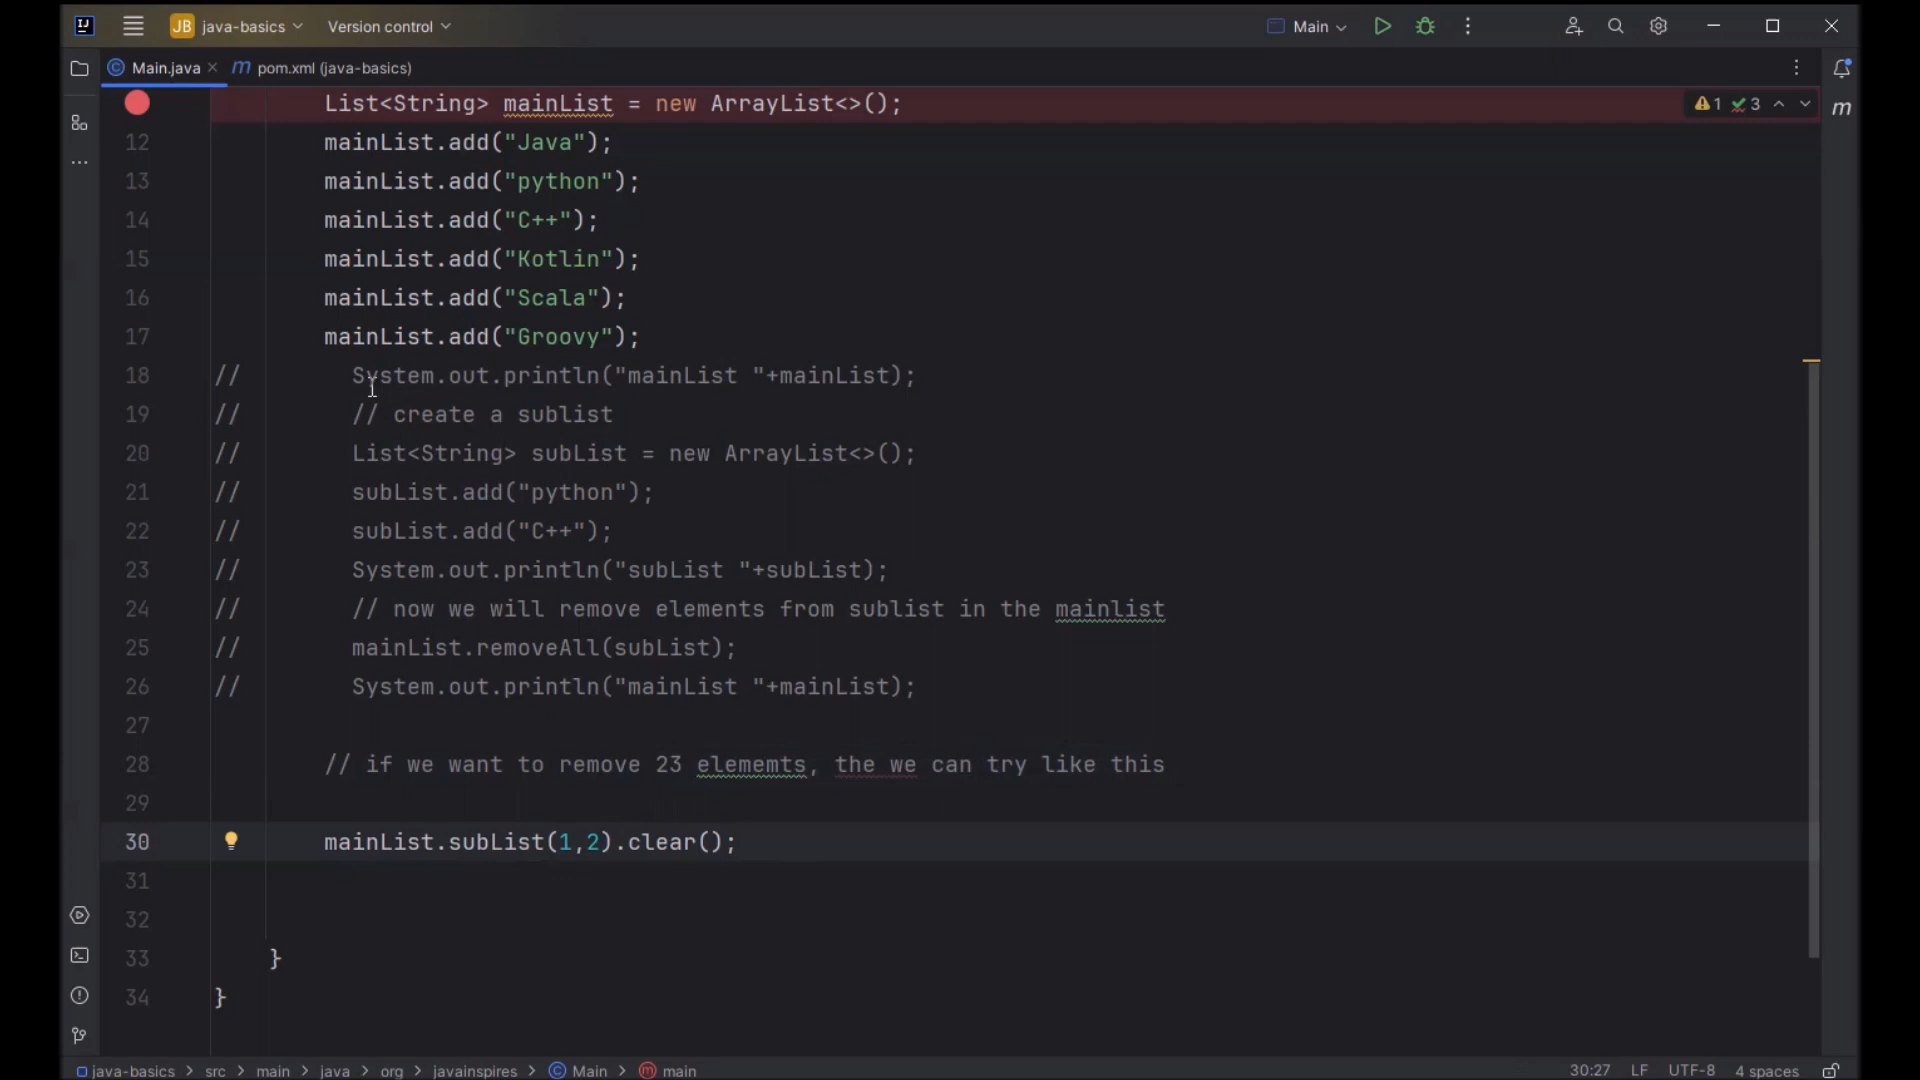 IJ JB java-basics Version control Main
Main.java m pom.xml (java-basics)
List<String> mainList = new ArrayList<>(); 1 3 m
12 mainList.add("Java");
13 mainList.add("python");
14 mainList.add("C++");
15 mainList.add("Kotlin");
16 mainList.add("Scala");
17 mainList.add("Groovy");
18 // System.out.println("mainList "+mainList);
19 // // create a sublist
20 // List<String> subList = new ArrayList<>();
21 // subList.add("python");
22 // subList.add("C++");
23 // System.out.println("subList "+subList);
24 // // now we will remove elements from sublist in the mainlist
25 // mainList.removeAll(subList);
26 // System.out.println("mainList "+mainList);
27
28 // if we want to remove 23 elememts, the we can try like this
29
30 mainList.subList(1,2).clear();
31
32
33 }
34 }
java-basics > src > main > java > org > javainspires > Main > main 30:27 LF UTF-8 4 spaces